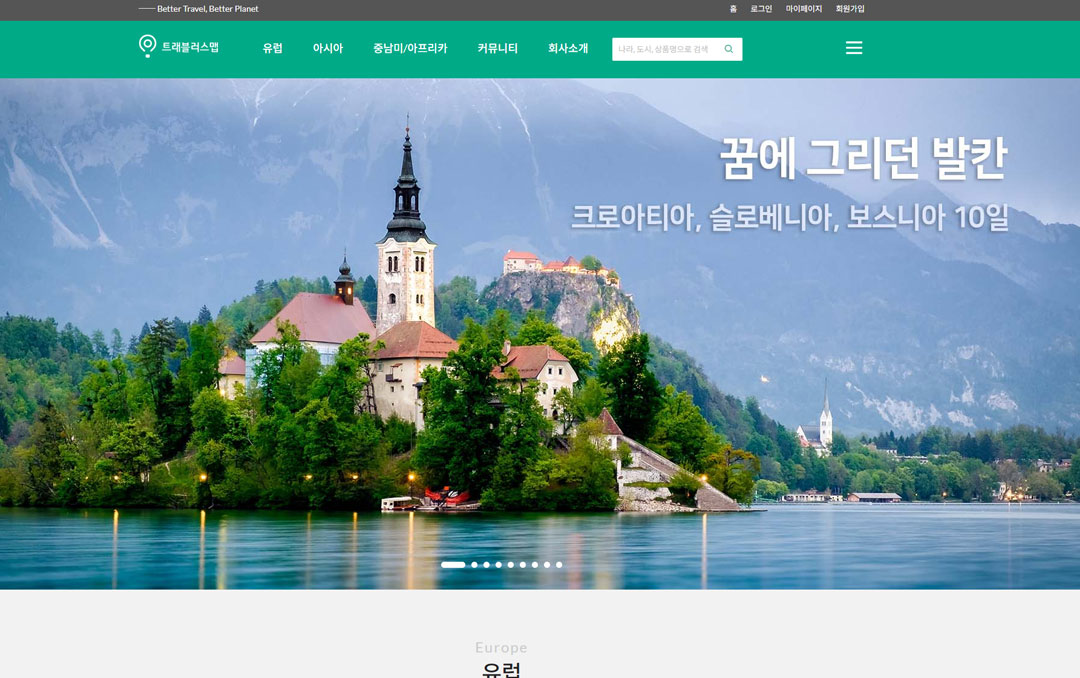 Better Travel, Better Planet
홈 로그인 마이페이지 회원가입
트래블러스맵 유럽 아시아 중남미/아프리카 커뮤니티 회사소개 나라, 도시, 상품명으로 검색
꿈에 그리던 발칸
크로아티아, 슬로베니아, 보스니아 10일
Europe
유럽